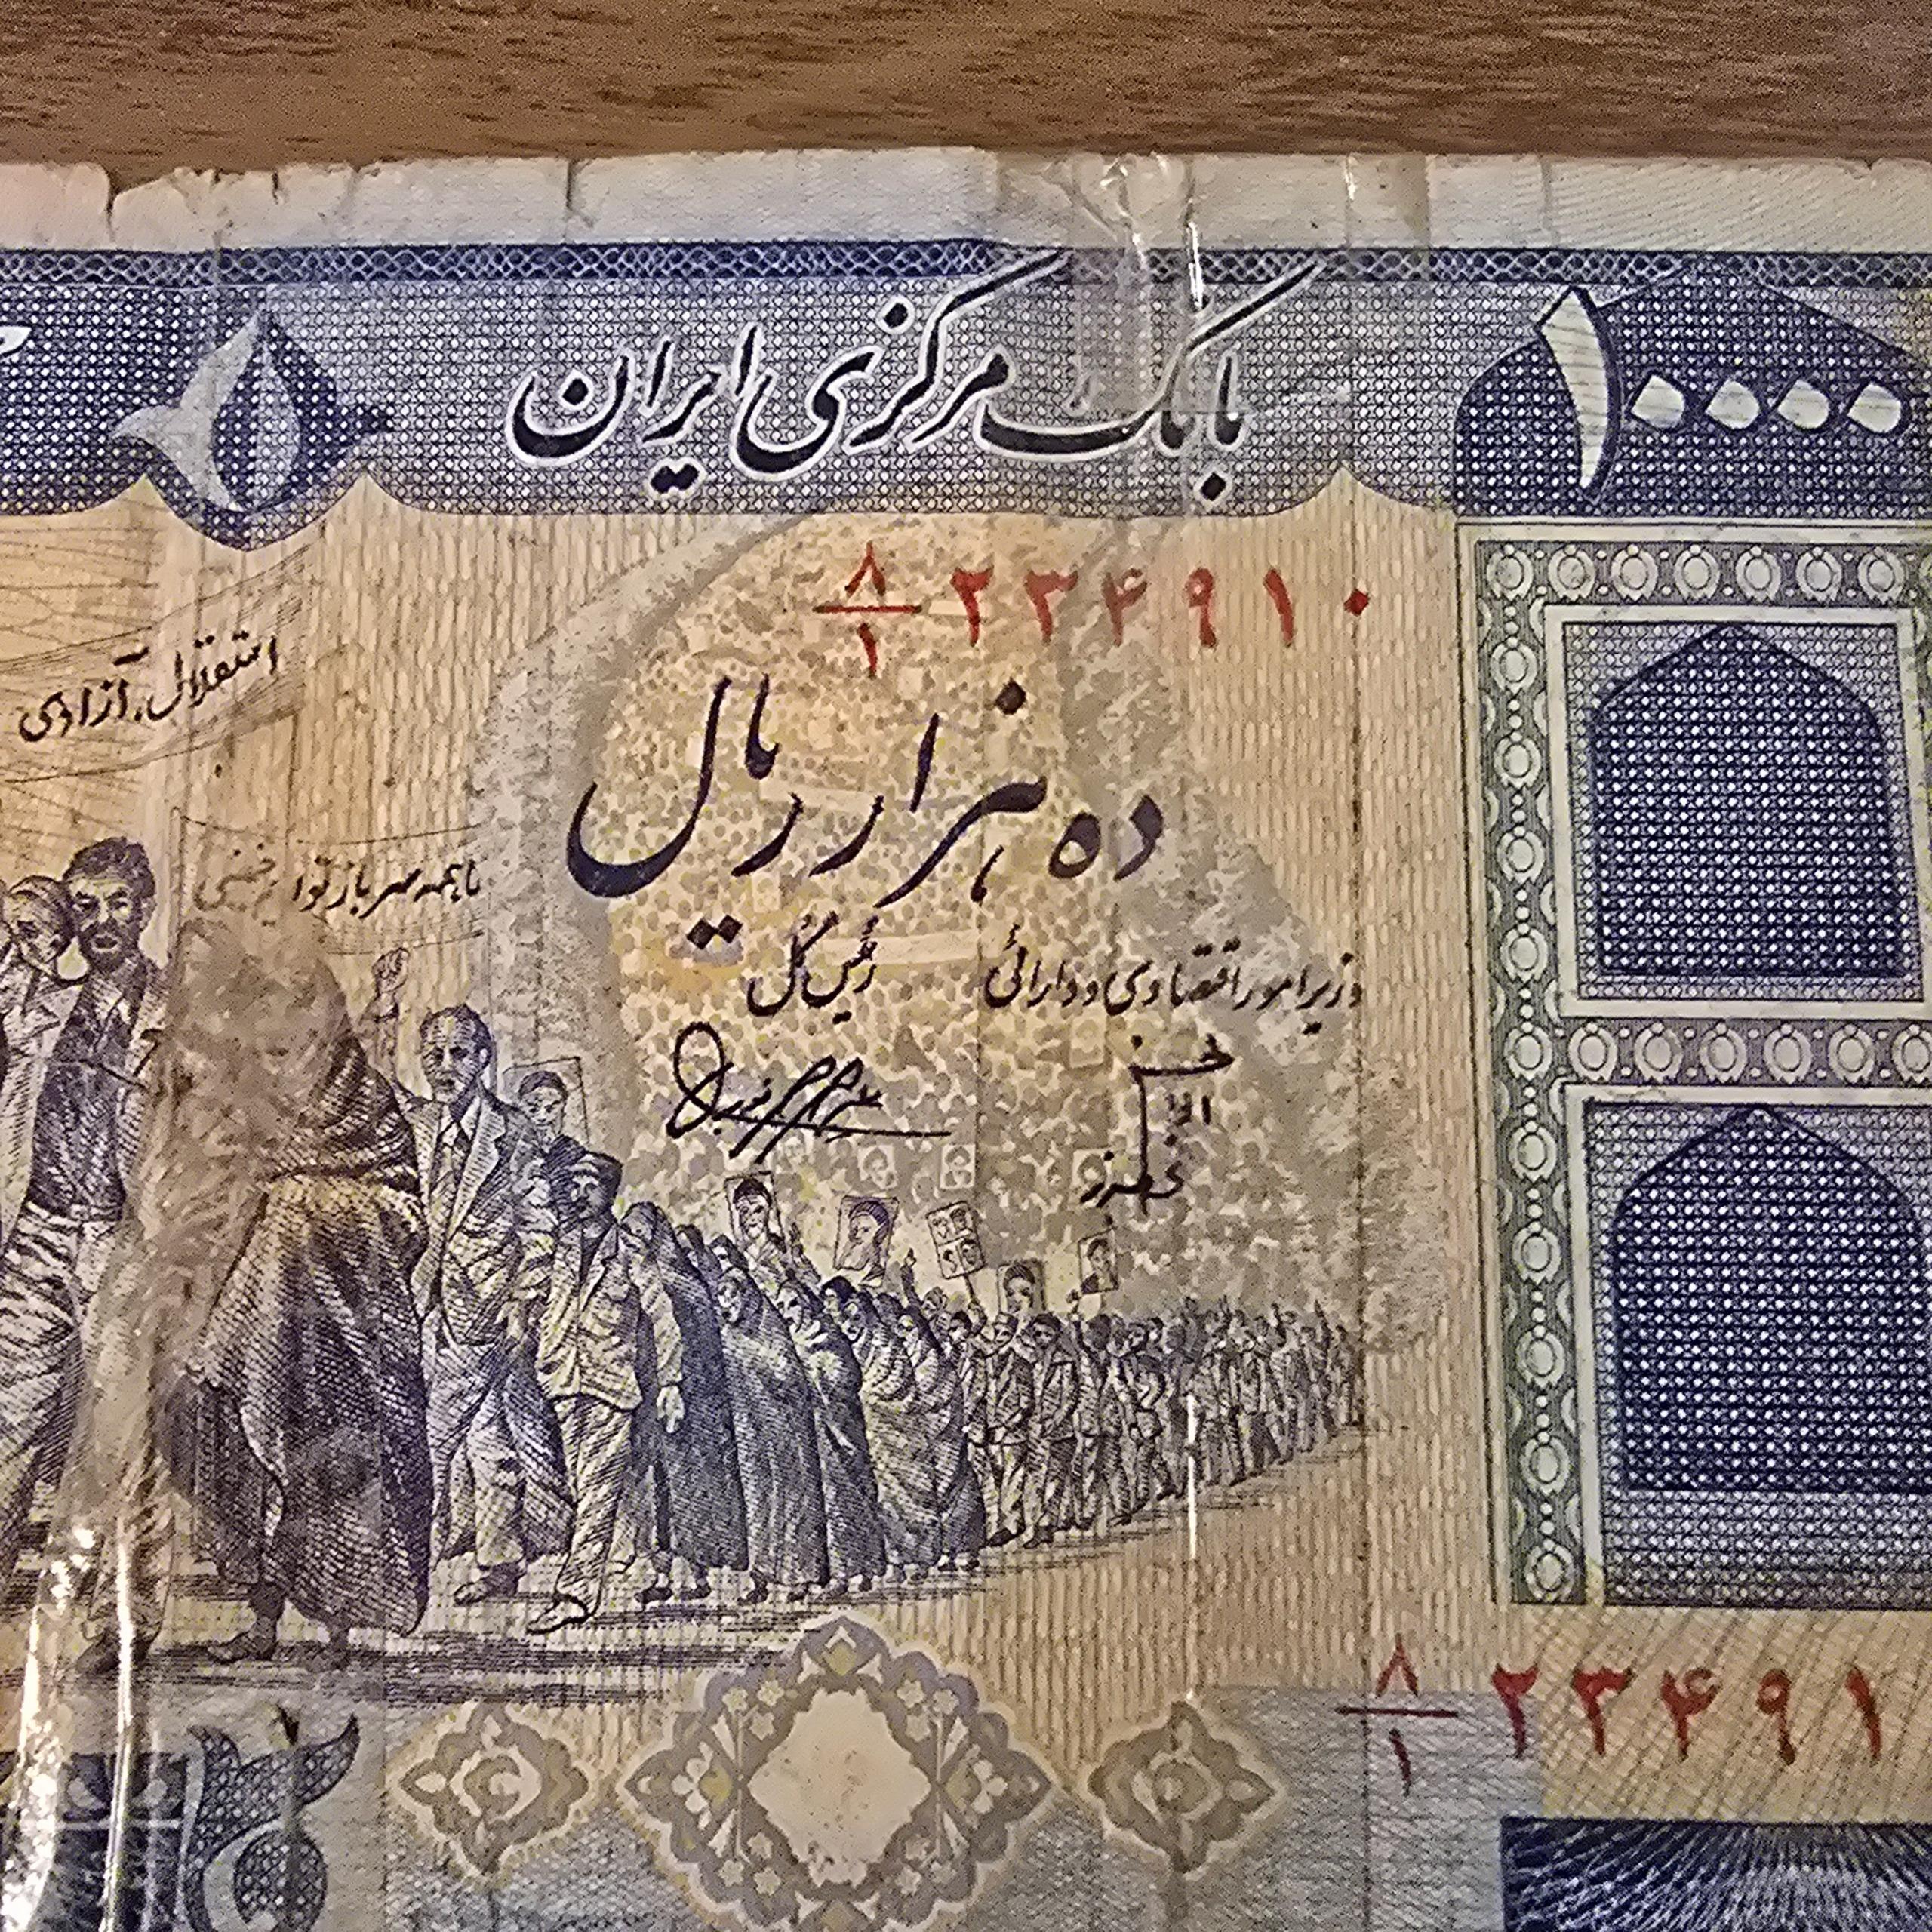 بانک مرکزی ایران
۱۰۰۰۰
۸/۱ ۲۳۴۹۱۰
استقلال، آزادی
ده هزار ریال
ما همه سرباز توایم خمینی
وزیر امور اقتصادی و دارائی
رئیس کل
۸/۱ ۲۳۴۹۱